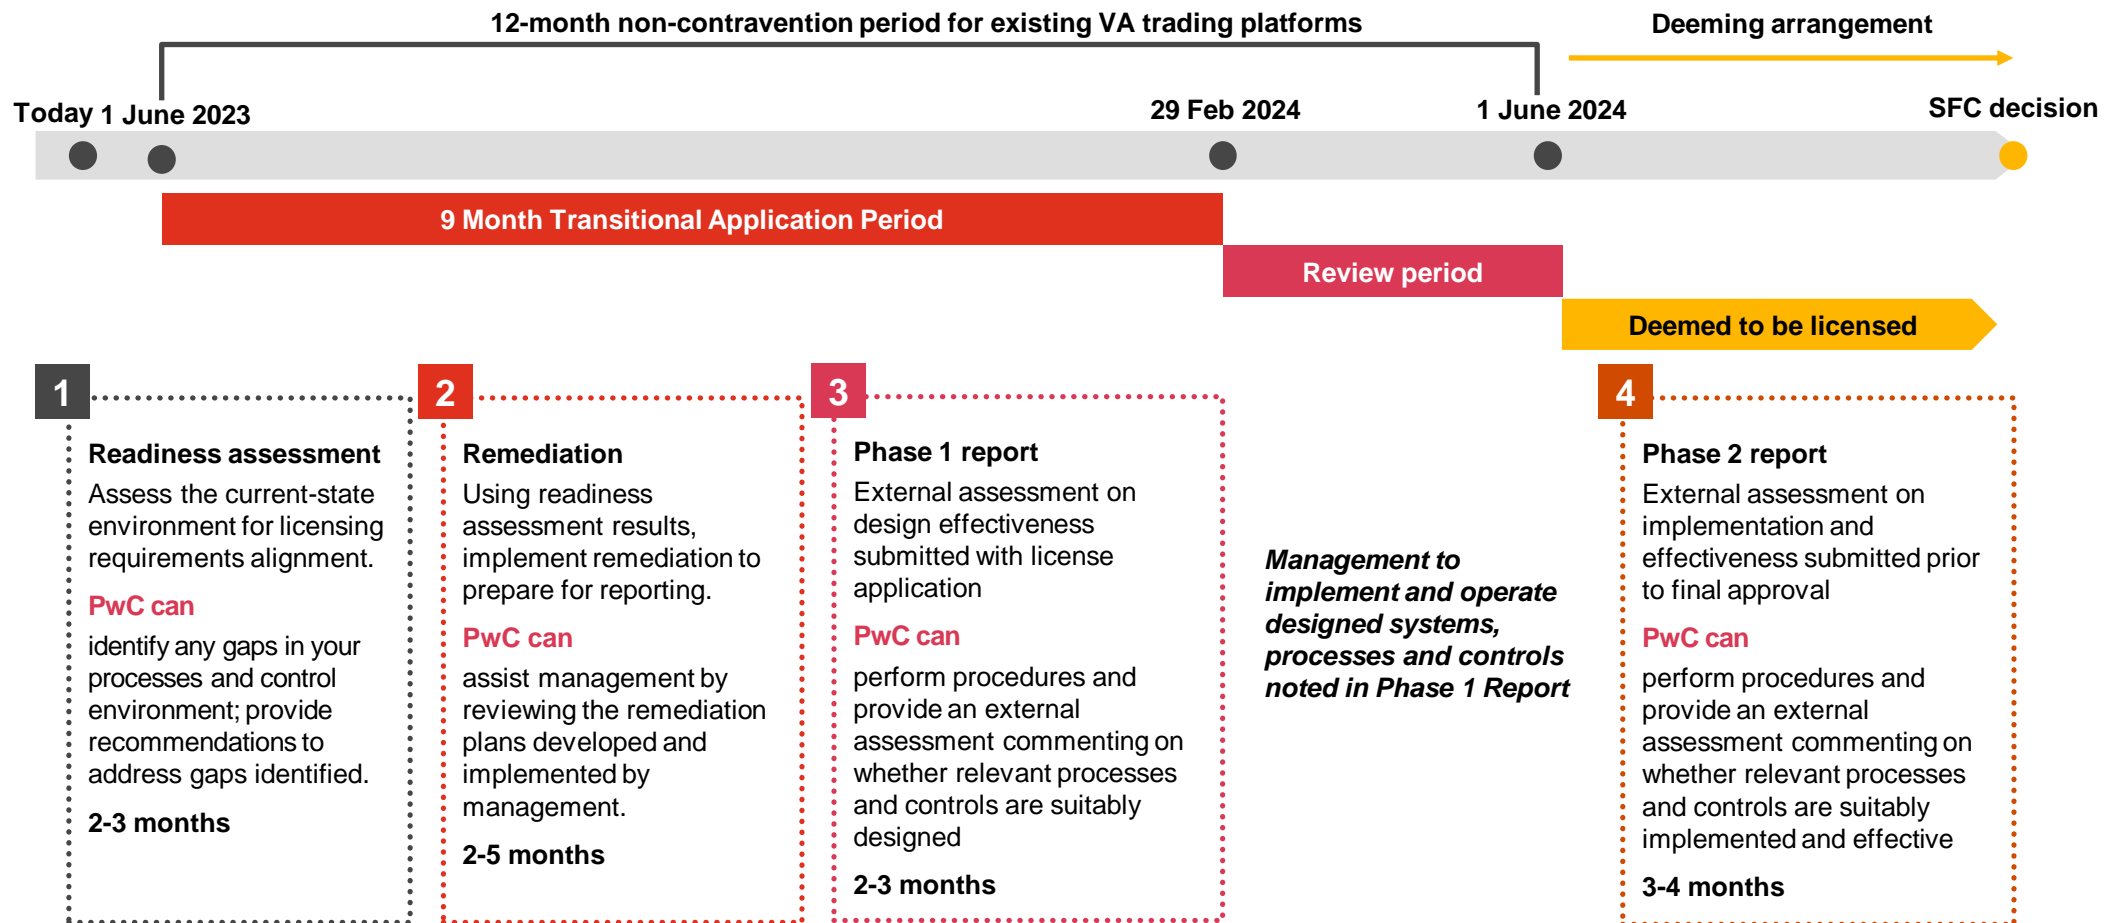 12-month non-contravention period for existing VA trading platforms
Deeming arrangement
Today
1 June 2023
29 Feb 2024
1 June 2024
SFC decision
9 Month Transitional Application Period
Review period
Deemed to be licensed
1
Readiness assessment
Assess the current-state
environment for licensing
requirements alignment.
PwC can
identify any gaps in your
processes and control
environment; provide
recommendations to
address gaps identified.
2-3 months
2
Remediation
Using readiness
assessment results,
implement remediation to
prepare for reporting.
PwC can
assist management by
reviewing the remediation
plans developed and
implemented by
management.
2-5 months
3
Phase 1 report
External assessment on
design effectiveness
submitted with license
application
PwC can
perform procedures and
provide an external
assessment commenting on
whether relevant processes
and controls are suitably
designed
2-3 months
Management to
implement and operate
designed systems,
processes and controls
noted in Phase 1 Report
4
Phase 2 report
External assessment on
implementation and
effectiveness submitted prior
to final approval
PwC can
perform procedures and
provide an external
assessment commenting on
whether relevant processes
and controls are suitably
implemented and effective
3-4 months